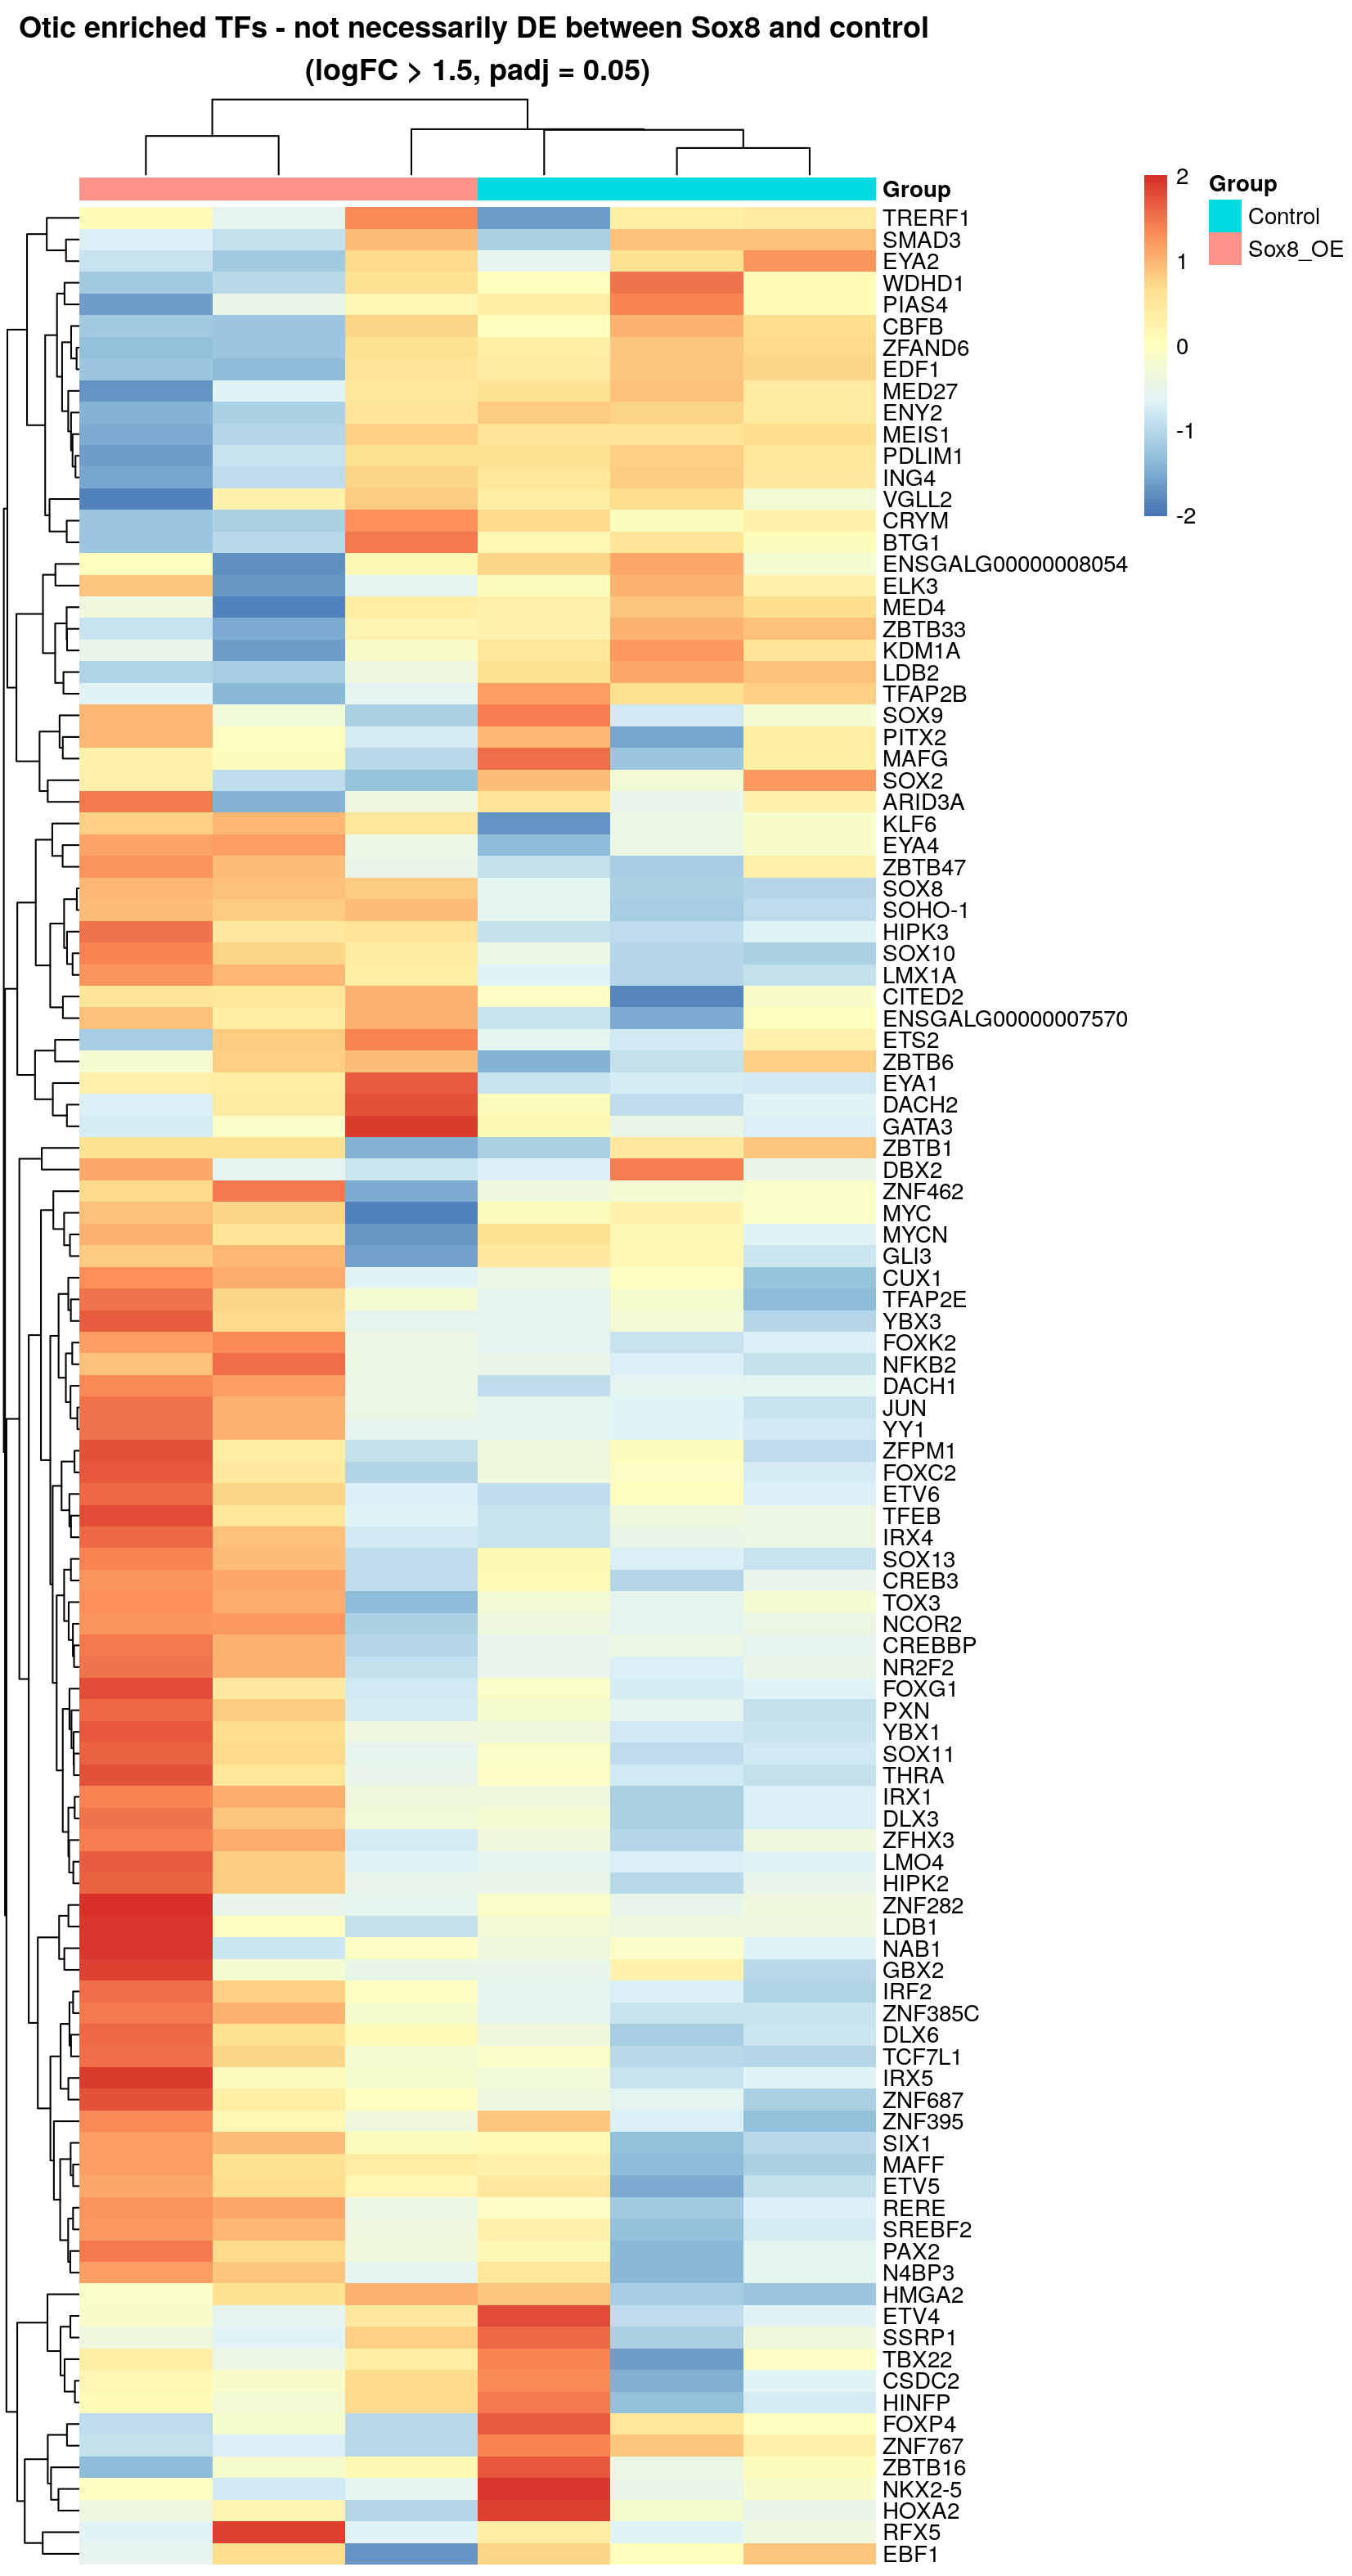 Otic enriched TFs - not necessarily DE between Sox8 and control
(logFC > 1.5, padj = 0.05)
Group
2
1
0
-1
-2
Group
Control
Sox8_OE
TRERF1
SMAD3
EYA2
WDHD1
PIAS4
CBFB
ZFAND6
EDF1
MED27
ENY2
MEIS1
PDLIM1
ING4
VGLL2
CRYM
BTG1
ENSGALG00000008054
ELK3
MED4
ZBTB33
KDM1A
LDB2
TFAP2B
SOX9
PITX2
MAFG
SOX2
ARID3A
KLF6
EYA4
ZBTB47
SOX8
SOHO-1
HIPK3
SOX10
LMX1A
CITED2
ENSGALG00000007570
ETS2
ZBTB6
EYA1
DACH2
GATA3
ZBTB1
DBX2
ZNF462
MYC
MYCN
GLI3
CUX1
TFAP2E
YBX3
FOXK2
NFKB2
DACH1
JUN
YY1
ZFPM1
FOXC2
ETV6
TFEB
IRX4
SOX13
CREB3
TOX3
NCOR2
CREBBP
NR2F2
FOXG1
PXN
YBX1
SOX11
THRA
IRX1
DLX3
ZFHX3
LMO4
HIPK2
ZNF282
LDB1
NAB1
GBX2
IRF2
ZNF385C
DLX6
TCF7L1
IRX5
ZNF687
ZNF395
SIX1
MAFF
ETV5
RERE
SREBF2
PAX2
N4BP3
HMGA2
ETV4
SSRP1
TBX22
CSDC2
HINFP
FOXP4
ZNF767
ZBTB16
NKX2-5
HOXA2
RFX5
EBF1